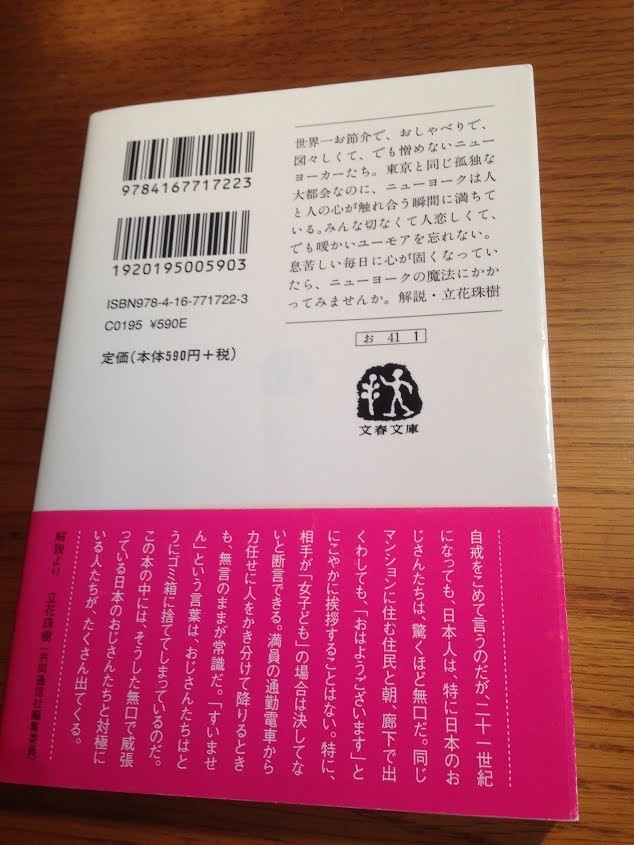 9784167717223
1920195005903
ISBN978-4-16-771722-3
C0195 ¥590E
定価(本体590円+税)
世界一お節介で、おしゃべりで、
図々しくて、でも憎めないニュー
ヨーカーたち。東京と同じ孤独な
大都会なのに、ニューヨークは人
と人の心が触れ合う瞬間に満ちて
いる。みんな切なくて人恋しくて、
でも暖かいユーモアを忘れない。
息苦しい毎日に心が固くなってい
たら、ニューヨークの魔法にかか
ってみませんか。解説・立花珠樹
お 41 1
文春文庫
自戒をこめて言うのだが、二十一世紀
になっても、日本人は、特に日本のお
じさんたちは、驚くほど無口だ。同じ
マンションに住む住民と朝、廊下で出
くわしても、「おはようございます」と
にこやかに挨拶することはない。特に、
相手が「女子ども」の場合は決してな
いと断言できる。満員の通勤電車から
力任せに人をかき分けて降りるとき
も、無言のままが常識だ。「すいませ
ん」という言葉は、おじさんたちはと
うにゴミ箱に捨ててしまっているのだ。
この本の中には、そうした無口で威張
っている日本のおじさんたちと対極に
いる人たちが、たくさん出てくる。
解説より 立花珠樹(共同通信社編集委員)